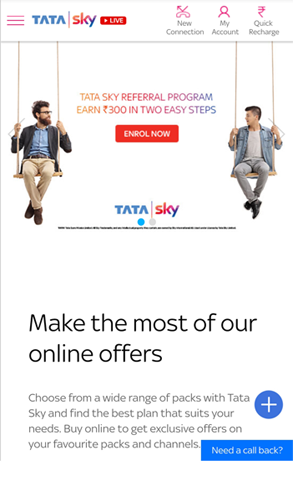 TATA sky LIVE
New Connection
My Account
Quick Recharge
TATA SKY REFERRAL PROGRAM
EARN ₹300 IN TWO EASY STEPS
ENROL NOW
TATA sky
Make the most of our
online offers
Choose from a wide range of packs with Tata
Sky and find the best plan that suits your
needs. Buy online to get exclusive offers on
your favourite packs and channels.
Need a call back?